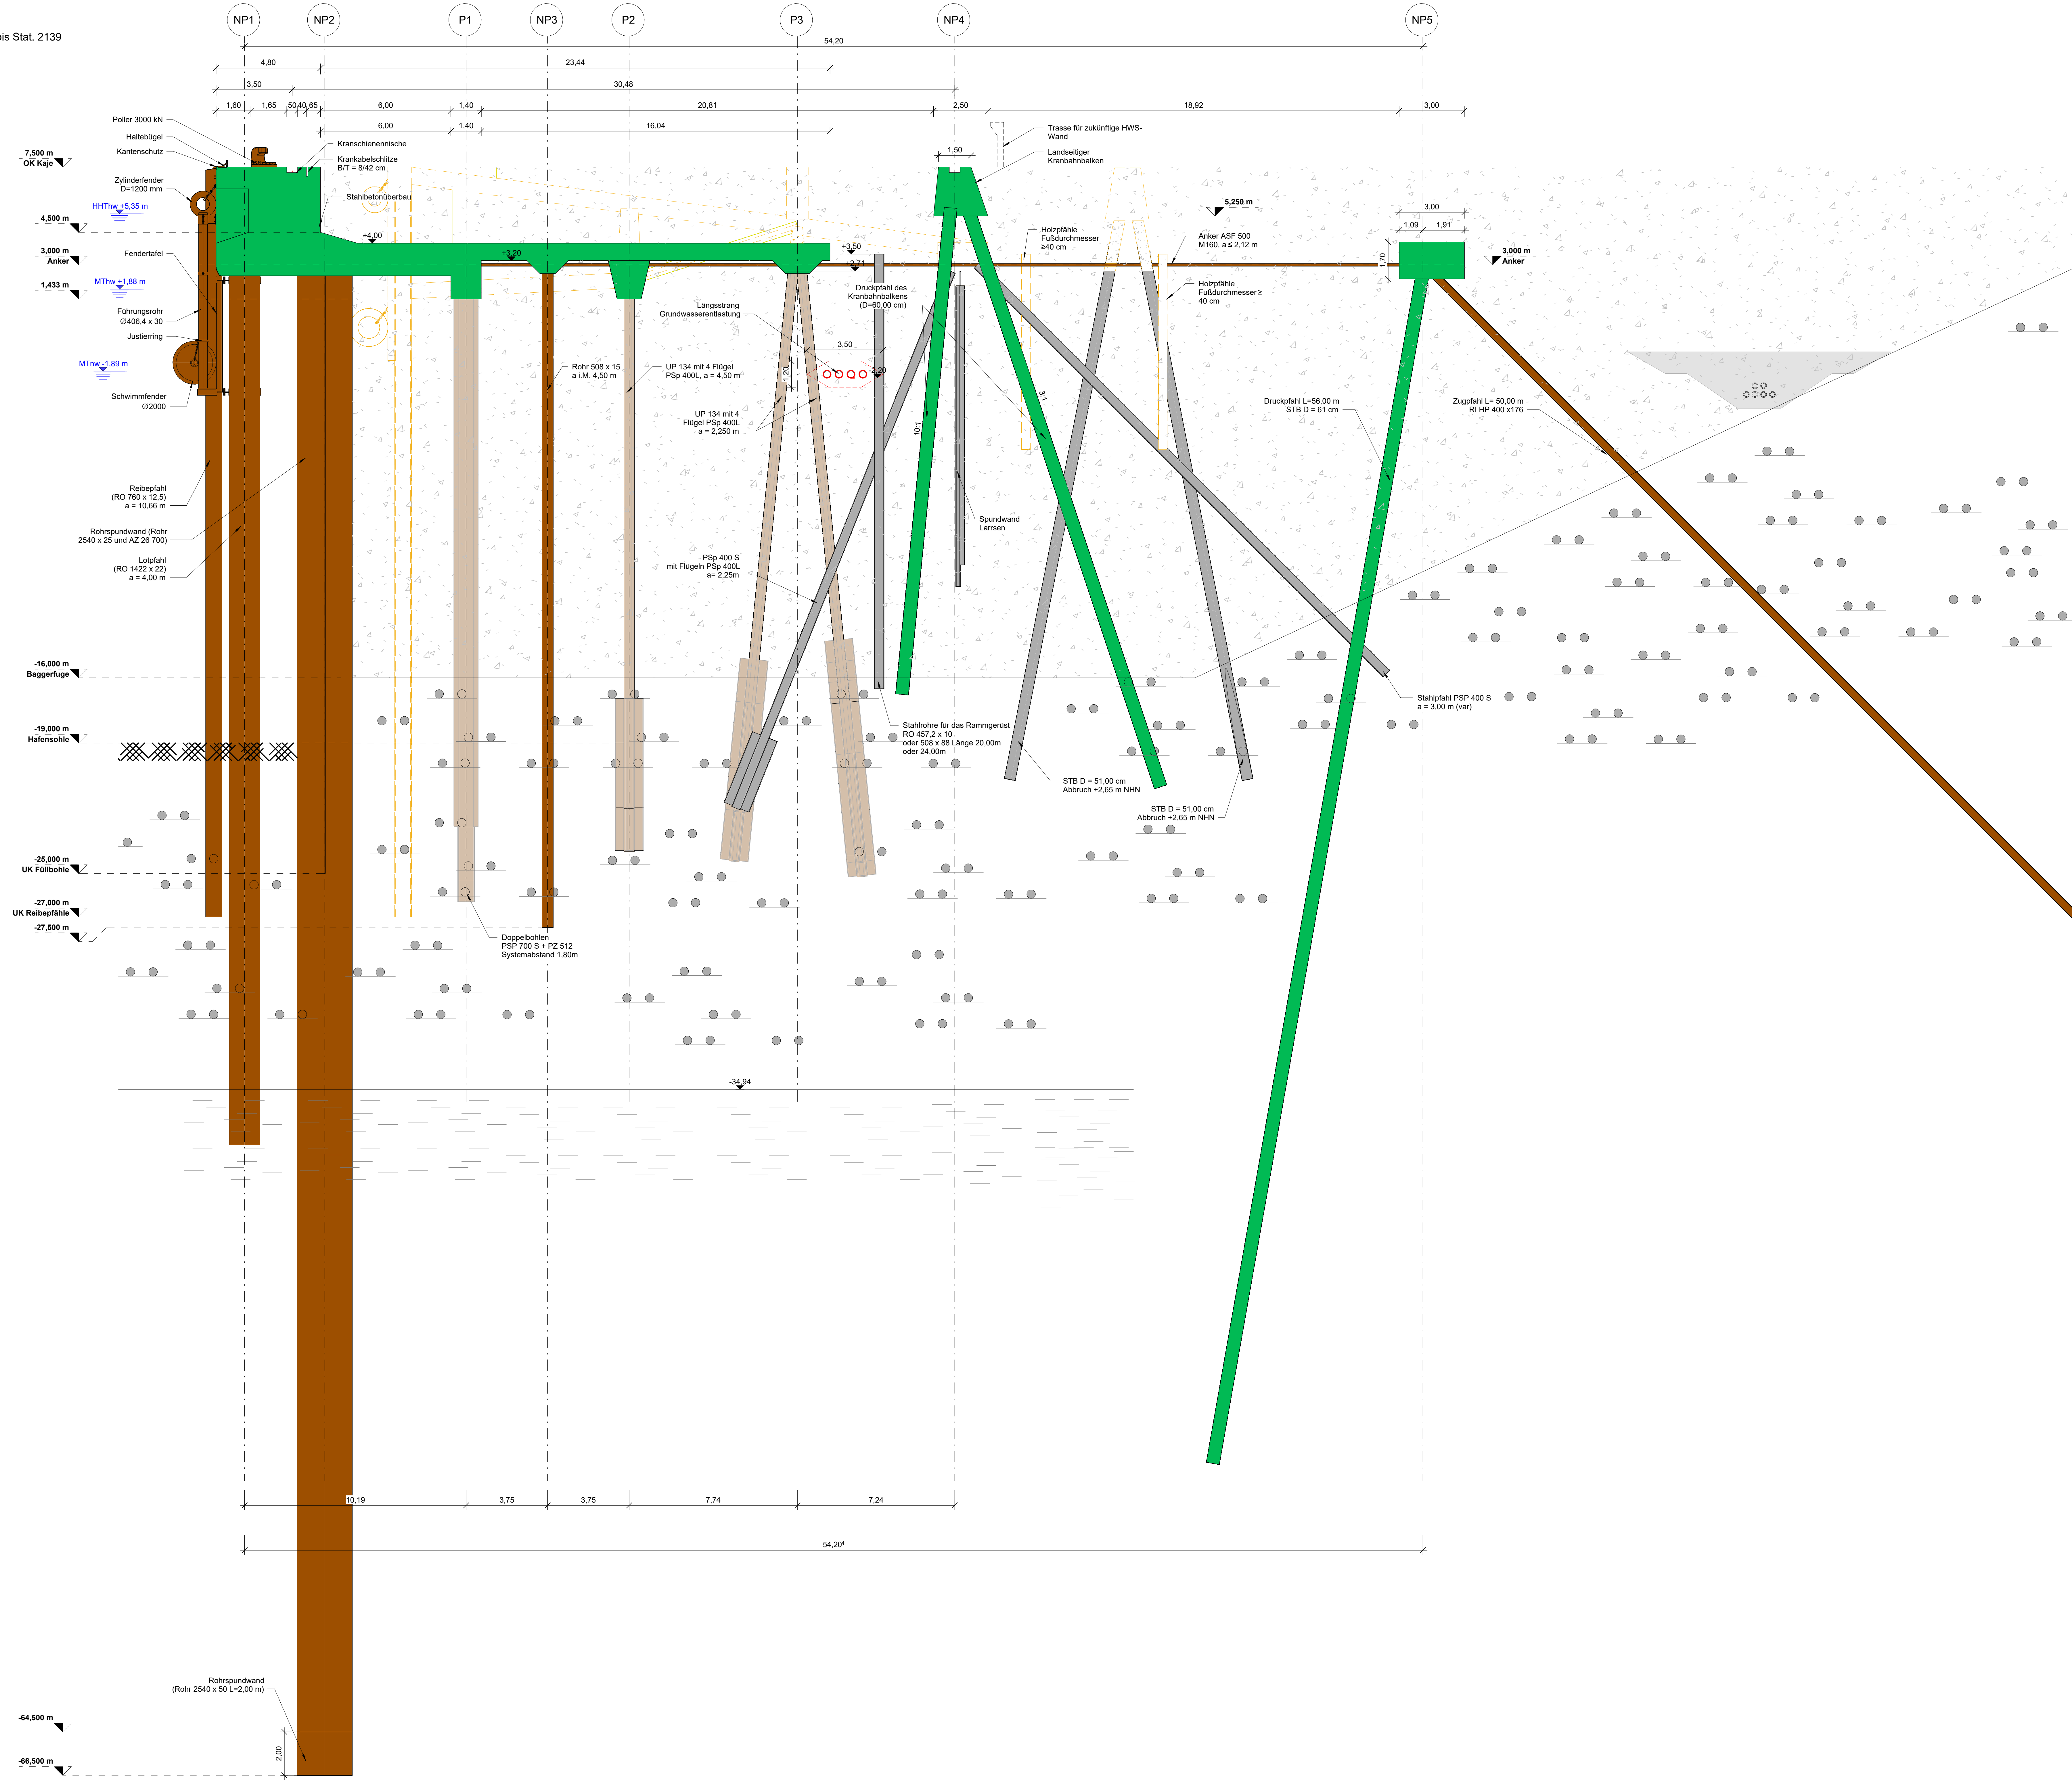 NP1
NP2
P1
NP3
P2
P3
NP4
NP5
bis Stat. 2139
54,20
4,80
23,44
3,50
30,48
1,60
1,65
50
40
65
6,00
1,40
20,81
2,50
18,92
3,00
6,00
1,40
16,04
Poller 3000 kN
Haltebügel
Kantenschutz
7,500 m
OK Kaje
Kranschienennische
Krankabelschlitze
B/T = 8/42 cm
Stahlbetonüberbau
Trasse für zukünftige HWS-
Wand
Landseitiger
Kranbahnbalken
1,50
Zylinderfender
D=1200 mm
HHThw +5,35 m
4,500 m
3,000 m
Anker
Fendertafel
MThw +1,88 m
1,433 m
Führungsrohr
∅406,4 x 30
Justierring
MTnw -1,89 m
Schwimmfender
∅2000
+4,00
+3,20
+3,50
+2,71
5,250 m
3,00
1,09
1,91
1,70
3,000 m
Anker
Holzpfähle
Fußdurchmesser
≥40 cm
Anker ASF 500
M160, a ≤ 2,12 m
Holzpfähle
Fußdurchmesser ≥
40 cm
Druckpfahl des
Kranbahnbalkens
(D=60,00 cm)
Längsstrang
Grundwasserentlastung
3,50
1,20
-2,20
Rohr 508 x 15
a i.M. 4,50 m
UP 134 mit 4 Flügel
PSp 400L, a = 4,50 m
UP 134 mit 4
Flügel PSp 400L
a = 2,250 m
10:1
3:1
Druckpfahl L=56,00 m
STB D = 61 cm
Zugpfahl L= 50,00 m
RI HP 400 x176
Reibepfahl
(RO 760 x 12,5)
a = 10,66 m
Rohrspundwand (Rohr
2540 x 25 und AZ 26 700)
Lotpfahl
(RO 1422 x 22)
a = 4,00 m
Spundwand
Larrsen
PSp 400 S
mit Flügeln PSp 400L
a= 2,25m
-16,000 m
Baggerfuge
-19,000 m
Hafensohle
Stahlpfahl PSP 400 S
a = 3,00 m (var)
Stahlrohre für das Rammgerüst
RO 457,2 x 10
oder 508 x 88 Länge 20,00m
oder 24,00m
STB D = 51,00 cm
Abbruch +2,65 m NHN
STB D = 51,00 cm
Abbruch +2,65 m NHN
-25,000 m
UK Füllbohle
-27,000 m
UK Reibepfähle
-27,500 m
Doppelbohlen
PSP 700 S + PZ 512
Systemabstand 1,80m
-34,94
10,19
3,75
3,75
7,74
7,24
54,20⁴
Rohrspundwand
(Rohr 2540 x 50 L=2,00 m)
-64,500 m
2,00
-66,500 m